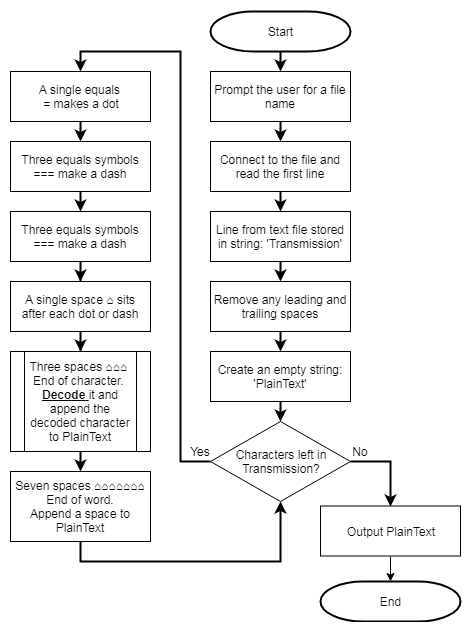 Start
Prompt the user for a file
name
Connect to the file and
read the first line
Line from text file stored
in string: 'Transmission'
Remove any leading and
trailing spaces
Create an empty string:
'PlainText'
Characters left in
Transmission?
Yes
No
A single equals
= makes a dot
Three equals symbols
=== make a dash
Three equals symbols
=== make a dash
A single space ⌂ sits
after each dot or dash
Three spaces ⌂⌂⌂
End of character.
Decode it and
append the
decoded character
to PlainText
Seven spaces ⌂⌂⌂⌂⌂⌂⌂
End of word.
Append a space to
PlainText
Output PlainText
End